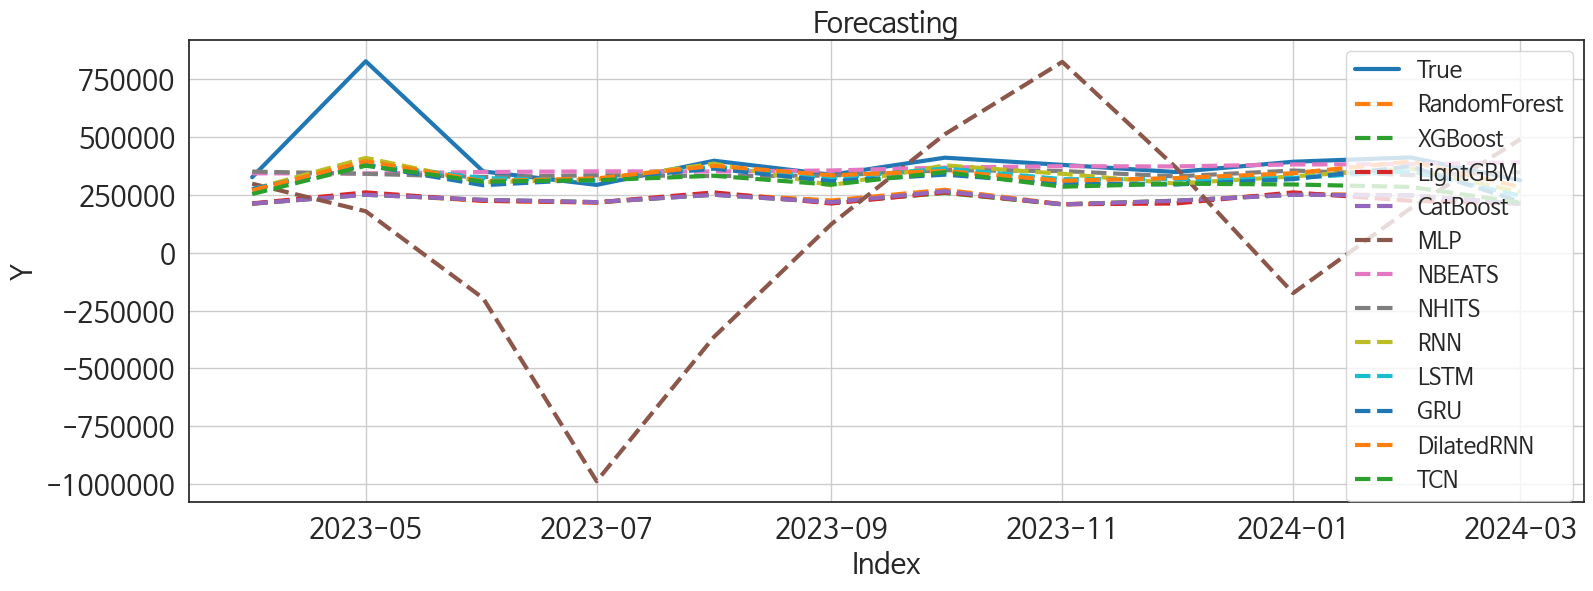 Forecasting
Y
750000
500000
250000
0
−250000
−500000
−750000
−1000000
2023−05
2023−07
2023−09
2023−11
2024−01
2024−03
Index
True
RandomForest
XGBoost
LightGBM
CatBoost
MLP
NBEATS
NHITS
RNN
LSTM
GRU
DilatedRNN
TCN